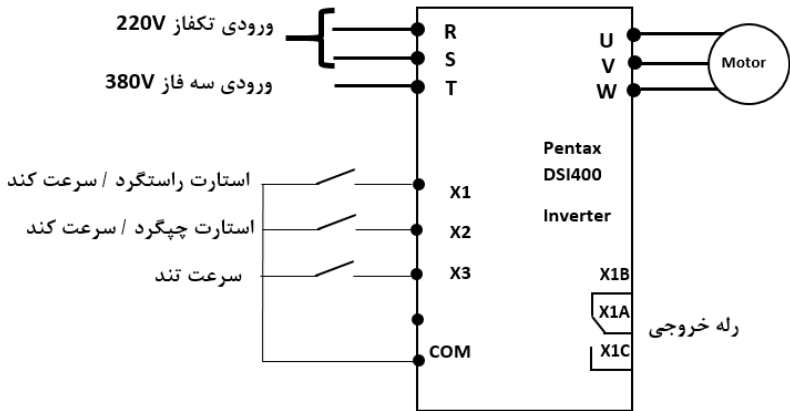 ورودی تکفاز 220V
ورودی سه فاز 380V
R
S
T
U
V
W
Motor
Pentax
DSI400
Inverter
استارت راستگرد / سرعت کند
استارت چپگرد / سرعت کند
سرعت تند
X1
X2
X3
COM
X1B
X1A
X1C
رله خروجی